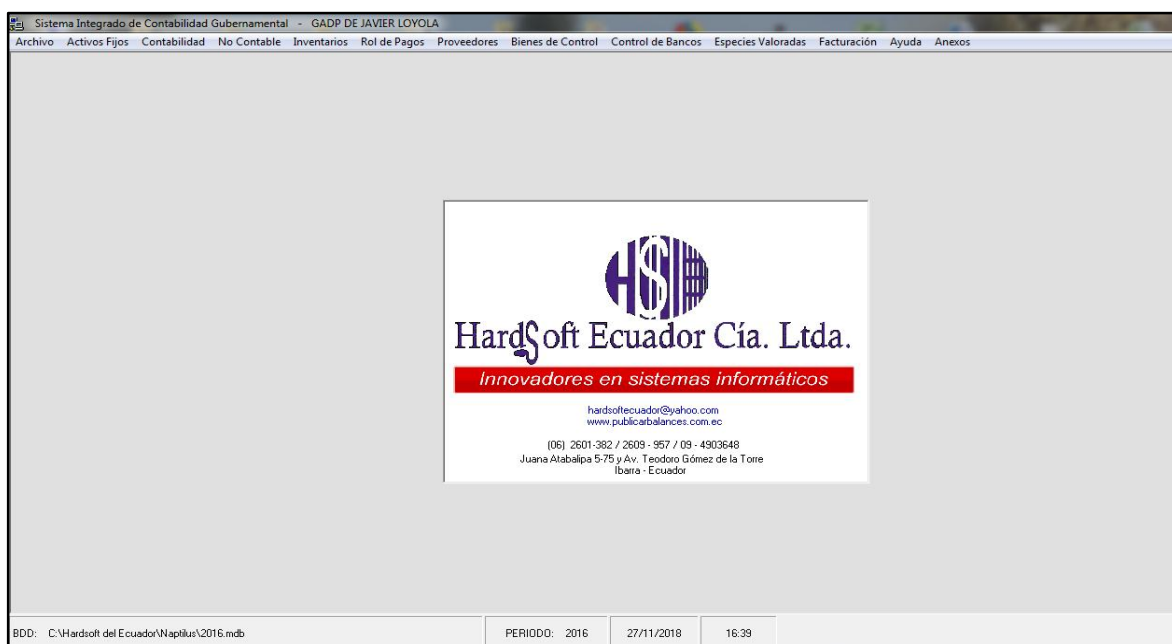 Sistema Integrado de Contabilidad Gubernamental - GADP DE JAVIER LOYOLA
Archivo Activos Fijos Contabilidad No Contable Inventarios Rol de Pagos Proveedores Bienes de Control Control de Bancos Especies Valoradas Facturación Ayuda Anexos
HSI
HardSoft Ecuador Cía. Ltda.
Innovadores en sistemas informáticos
hardsoftecuador@yahoo.com
www.publicarbalances.com.ec
(06) 2601-382 / 2609 - 957 / 09 - 4903648
Juana Atabalipa 5-75 y Av. Teodoro Gómez de la Torre
Ibarra - Ecuador
BDD: C:\Hardsoft del Ecuador\Naptilus\2016.mdb PERIODO: 2016 27/11/2018 16:39